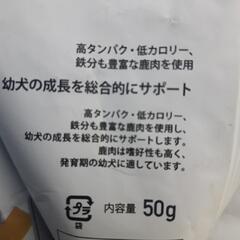 高タンパク・低カロリー、
鉄分も豊富な鹿肉を使用
幼犬の成長を総合的にサポート
高タンパク・低カロリー、
鉄分も豊富な鹿肉を使用し、
幼犬の成長を総合的にサポートします。
鹿肉は嗜好性も高く、
発育期の幼犬に適しています。
プラ
袋
内容量 50g